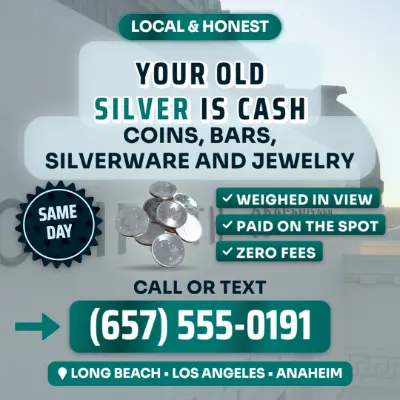 LOCAL & HONEST
YOUR OLD
SILVER IS CASH
COINS, BARS,
SILVERWARE AND JEWELRY
SAME
DAY
✓ WEIGHED IN VIEW
✓ PAID ON THE SPOT
✓ ZERO FEES
CALL OR TEXT
(657) 555-0191
LONG BEACH • LOS ANGELES • ANAHEIM